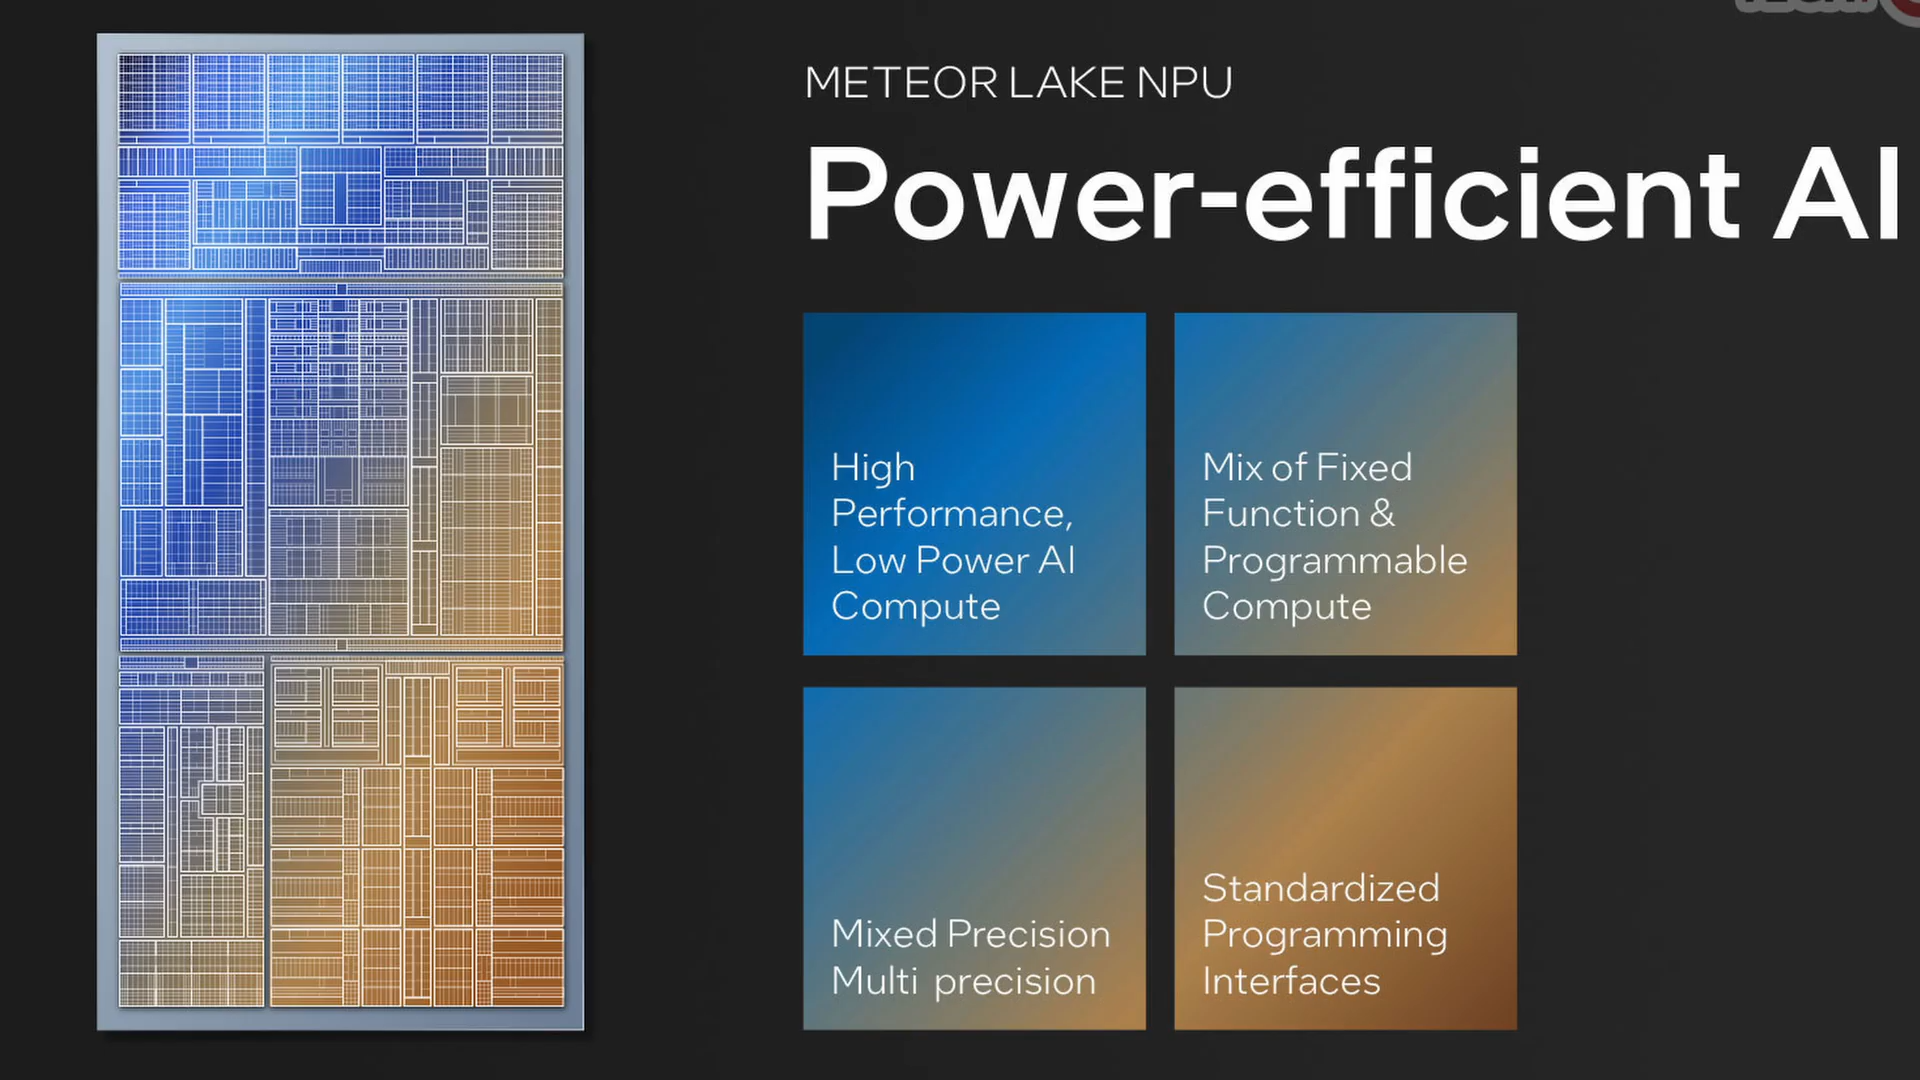 METEOR LAKE NPU
Power-efficient AI
High
Performance,
Low Power AI
Compute
Mix of Fixed
Function &
Programmable
Compute
Mixed Precision
Multi precision
Standardized
Programming
Interfaces